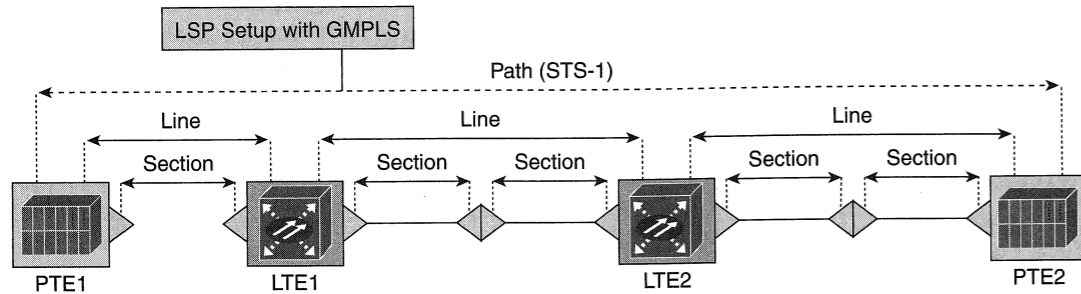 LSP Setup with GMPLS
Path (STS-1)
Line
Line
Line
Section
Section
Section
Section
Section
PTE1
LTE1
LTE2
PTE2